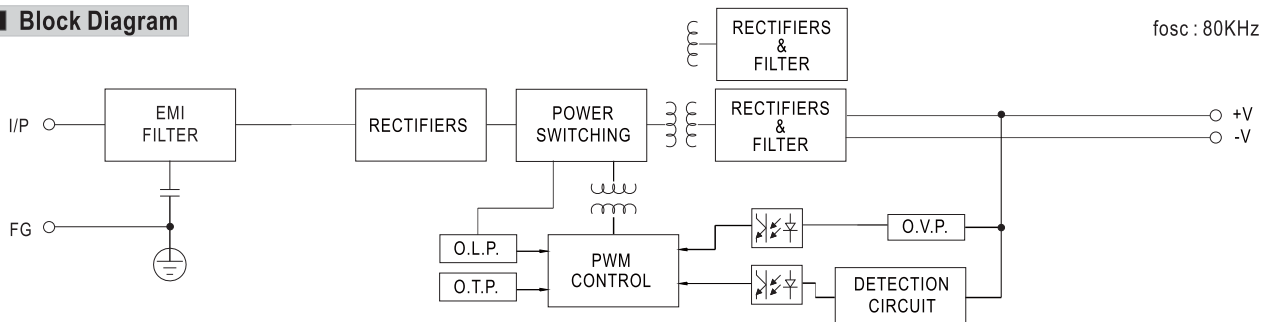 Block Diagram
fosc : 80KHz
RECTIFIERS
&
FILTER
I/P
EMI
FILTER
RECTIFIERS
POWER
SWITCHING
RECTIFIERS
&
FILTER
+V
-V
FG
O.L.P.
O.T.P.
PWM
CONTROL
O.V.P.
DETECTION
CIRCUIT